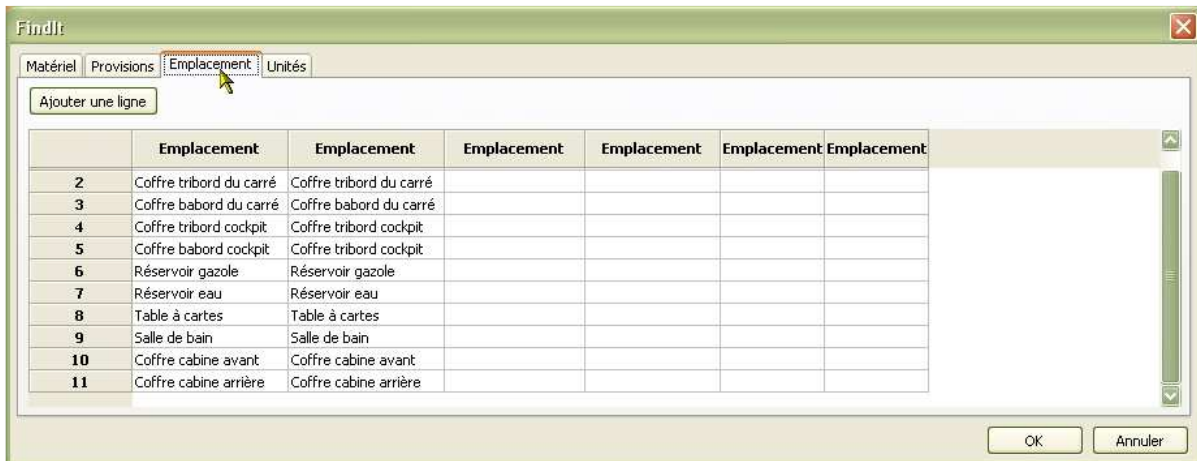 FindIt
Matériel Provisions Emplacement Unités
Ajouter une ligne
Emplacement Emplacement Emplacement Emplacement Emplacement Emplacement
2 Coffre tribord du carré Coffre tribord du carré
3 Coffre babord du carré Coffre babord du carré
4 Coffre tribord cockpit Coffre tribord cockpit
5 Coffre babord cockpit Coffre tribord cockpit
6 Réservoir gazole Réservoir gazole
7 Réservoir eau Réservoir eau
8 Table à cartes Table à cartes
9 Salle de bain Salle de bain
10 Coffre cabine avant Coffre cabine avant
11 Coffre cabine arrière Coffre cabine arrière
OK Annuler